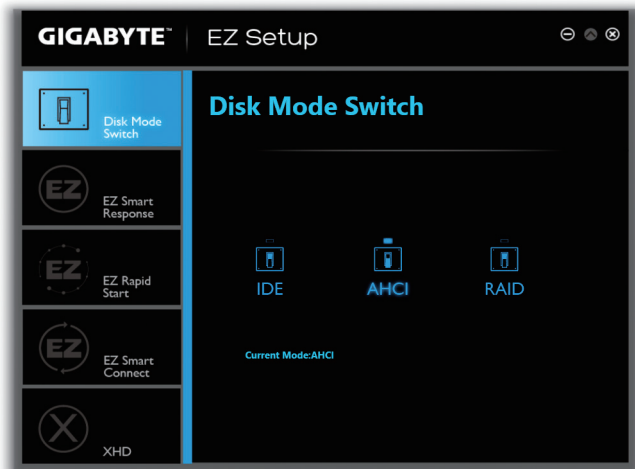 GIGABYTE™ EZ Setup
Disk Mode
Switch
EZ
EZ Smart
Response
EZ
EZ Rapid
Start
EZ
EZ Smart
Connect
X
XHD
Disk Mode Switch
IDE AHCI RAID
Current Mode:AHCI